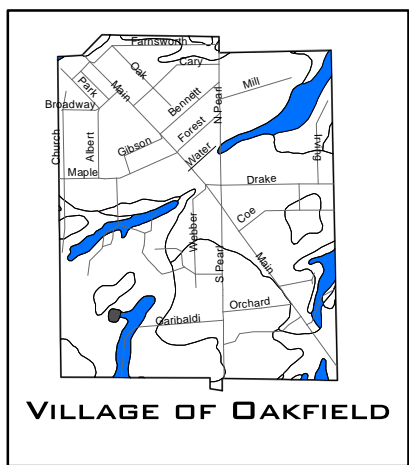 Farnsworth
Oak
Cary
Park
Main
Mill
Broadway
Bennett
N Pearl
Forest
Church
Albert
Gibson
Water
Irving
Maple
Drake
Coe
Webber
Main
S Pearl
Orchard
Garibaldi
VILLAGE OF OAKFIELD